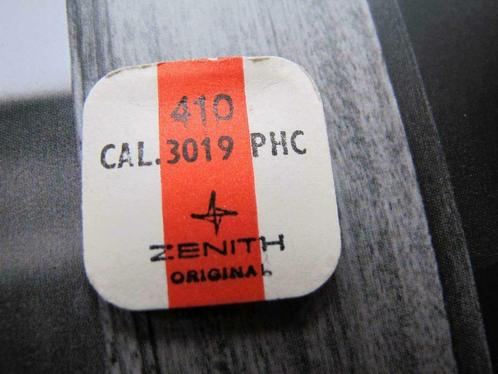 410
CAL. 3019 PHC
ZENITH
ORIGINAL